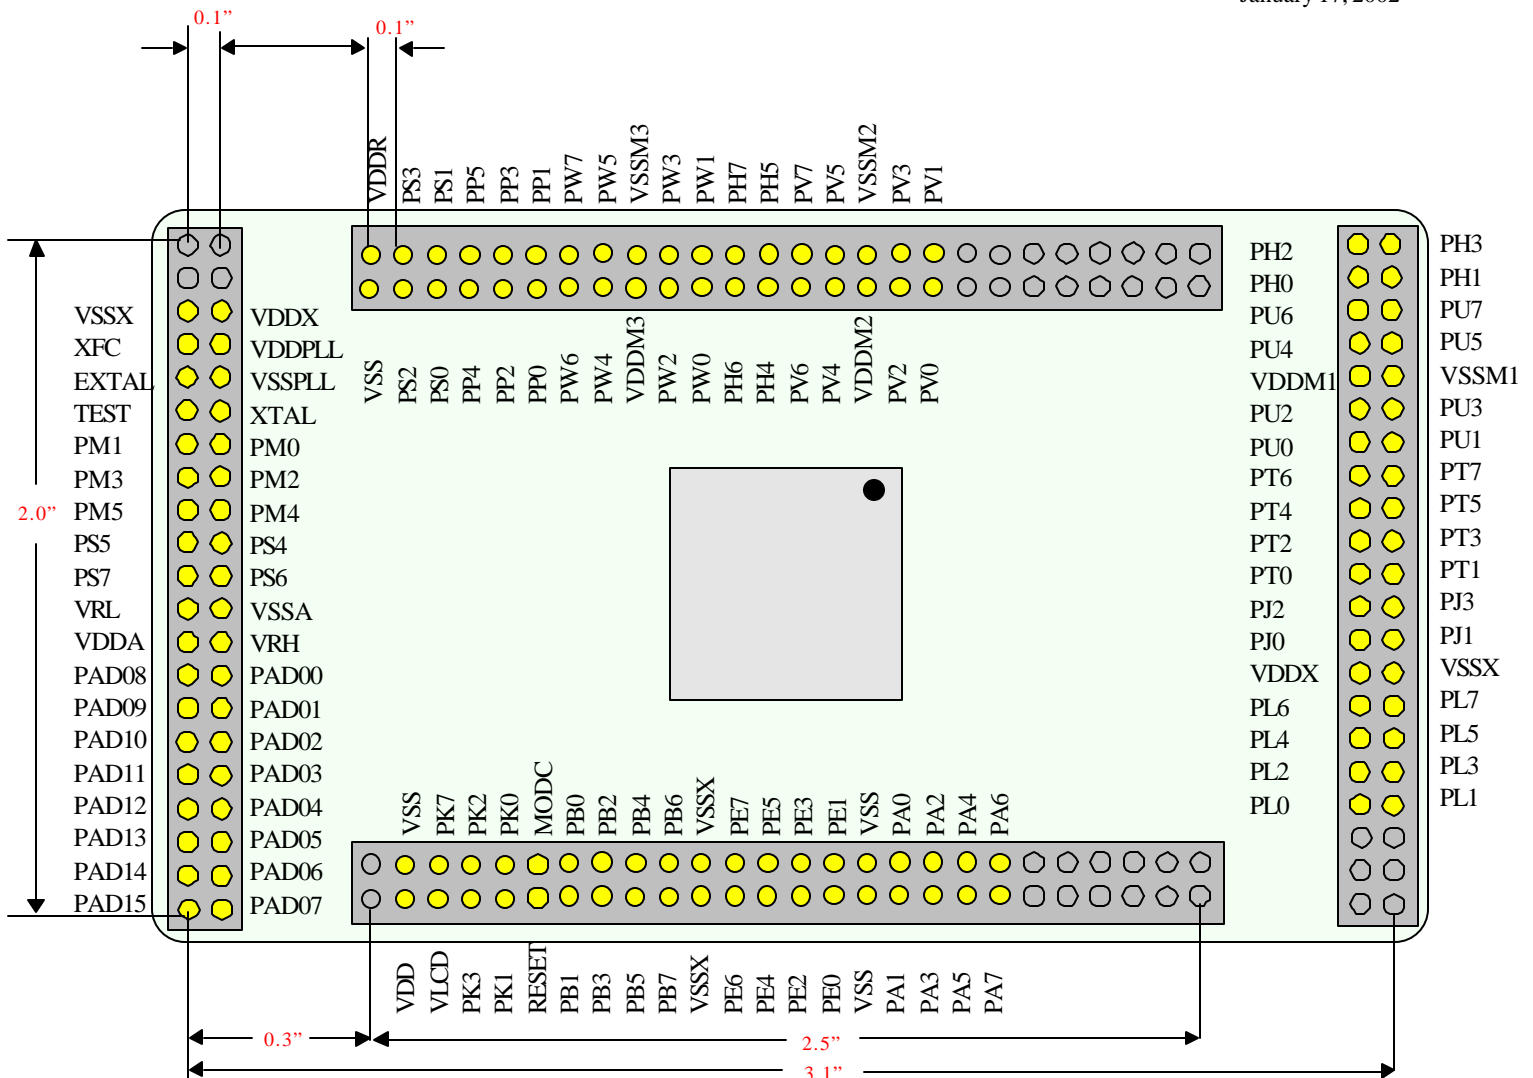 January 17, 2002
0.1”
0.1”
VDDR PS3 PS1 PP5 PP3 PP1 PW7 PW5 VSSM3 PW3 PW1 PH7 PH5 PV7 PV5 VSSM2 PV3 PV1
VSS PS2 PS0 PP4 PP2 PP0 PW6 PW4 VDDM3 PW2 PW0 PH6 PH4 PV6 PV4 VDDM2 PV2 PV0
2.0”
VSSX VDDX
XFC VDDPLL
EXTAL VSSPLL
TEST XTAL
PM1 PM0
PM3 PM2
PM5 PM4
PS5 PS4
PS7 PS6
VRL VSSA
VDDA VRH
PAD08 PAD00
PAD09 PAD01
PAD10 PAD02
PAD11 PAD03
PAD12 PAD04
PAD13 PAD05
PAD14 PAD06
PAD15 PAD07
PH2 PH3
PH0 PH1
PU6 PU7
PU4 PU5
VDDM1 VSSM1
PU2 PU3
PU0 PU1
PT6 PT7
PT4 PT5
PT2 PT3
PT0 PT1
PJ2 PJ3
PJ0 PJ1
VDDX VSSX
PL6 PL7
PL4 PL5
PL2 PL3
PL0 PL1
VSS PK7 PK2 PK0 MODC PB0 PB2 PB4 PB6 VSSX PE7 PE5 PE3 PE1 VSS PA0 PA2 PA4 PA6
VDD VLCD PK3 PK1 RESET PB1 PB3 PB5 PB7 VSSX PE6 PE4 PE2 PE0 VSS PA1 PA3 PA5 PA7
0.3”
2.5”
3.1”